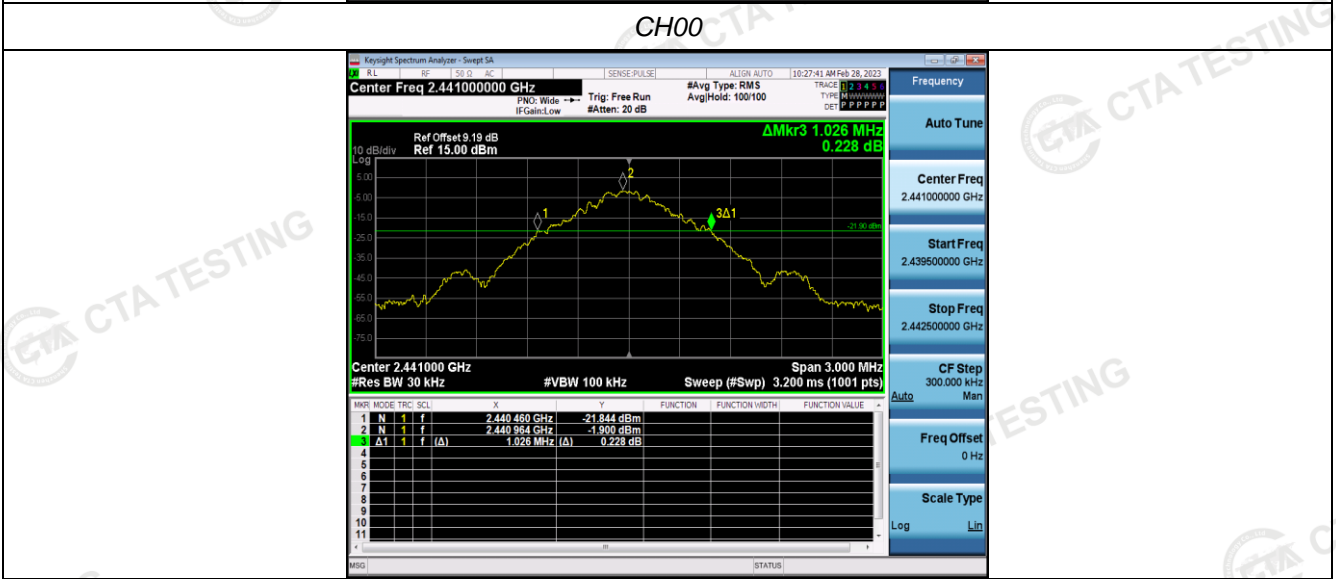 CH00
Keysight Spectrum Analyzer - Swept SA
RL RF 50 Ω AC SENSE:PULSE ALIGN AUTO 10:27:41 AM Feb 28, 2023
Center Freq 2.441000000 GHz
PNO: Wide
IFGain:Low
Trig: Free Run
#Atten: 20 dB
#Avg Type: RMS
Avg|Hold: 100/100
TRACE 1 2 3 4 5 6
TYPE M W W W W W
DET P P P P P P
ΔMkr3 1.026 MHz
0.228 dB
Ref Offset 9.19 dB
10 dB/div Ref 15.00 dBm
Log
5.00
-5.00
-15.0
-25.0
-35.0
-45.0
-55.0
-65.0
-75.0
1
2
3Δ1
-21.90 dBm
Center 2.441000 GHz Span 3.000 MHz
#Res BW 30 kHz #VBW 100 kHz Sweep (#Swp) 3.200 ms (1001 pts)
MKR MODE TRC SCL X Y FUNCTION FUNCTION WIDTH FUNCTION VALUE
1 N 1 f 2.440 460 GHz -21.844 dBm
2 N 1 f 2.440 964 GHz -1.900 dBm
3 Δ1 1 f (Δ) 1.026 MHz (Δ) 0.228 dB
4
5
6
7
8
9
10
11
MSG STATUS
Frequency
Auto Tune
Center Freq
2.441000000 GHz
Start Freq
2.439500000 GHz
Stop Freq
2.442500000 GHz
CF Step
300.000 kHz
Auto Man
Freq Offset
0 Hz
Scale Type
Log Lin
CTA TESTING
CTA TESTING
CTA TESTING
ESTING